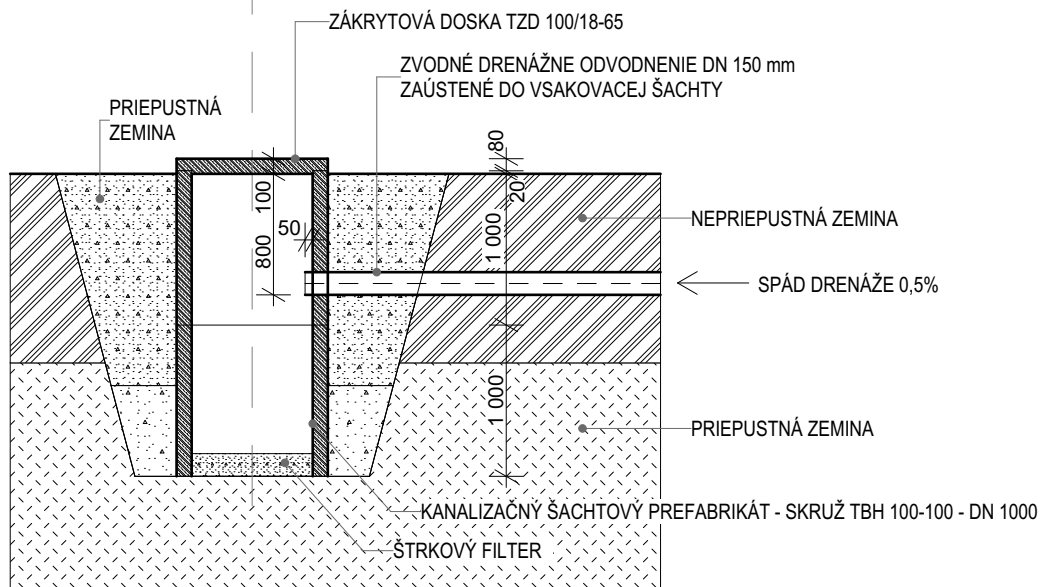 ZÁKRYTOVÁ DOSKA TZD 100/18-65
ZVODNÉ DRENÁŽNE ODVODNENIE DN 150 mm
ZAÚSTENÉ DO VSAKOVACEJ ŠACHTY
PRIEPUSTNÁ
ZEMINA
80
20
100
50
800
1 000
NEPRIEPUSTNÁ ZEMINA
SPÁD DRENÁŽE 0,5%
1 000
PRIEPUSTNÁ ZEMINA
KANALIZAČNÝ ŠACHTOVÝ PREFABRIKÁT - SKRUŽ TBH 100-100 - DN 1000
ŠTRKOVÝ FILTER